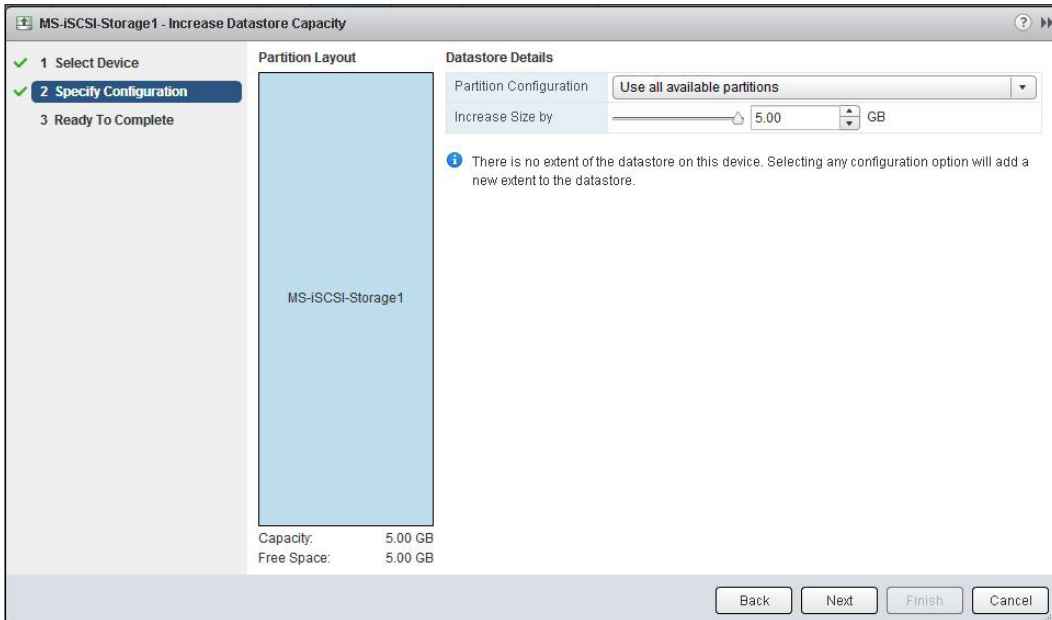 MS-iSCSI-Storage1 - Increase Datastore Capacity
?
1 Select Device
2 Specify Configuration
3 Ready To Complete
Partition Layout
MS-iSCSI-Storage1
Capacity: 5.00 GB
Free Space: 5.00 GB
Datastore Details
Partition Configuration Use all available partitions
Increase Size by 5.00 GB
There is no extent of the datastore on this device. Selecting any configuration option will add a
new extent to the datastore.
Back Next Finish Cancel